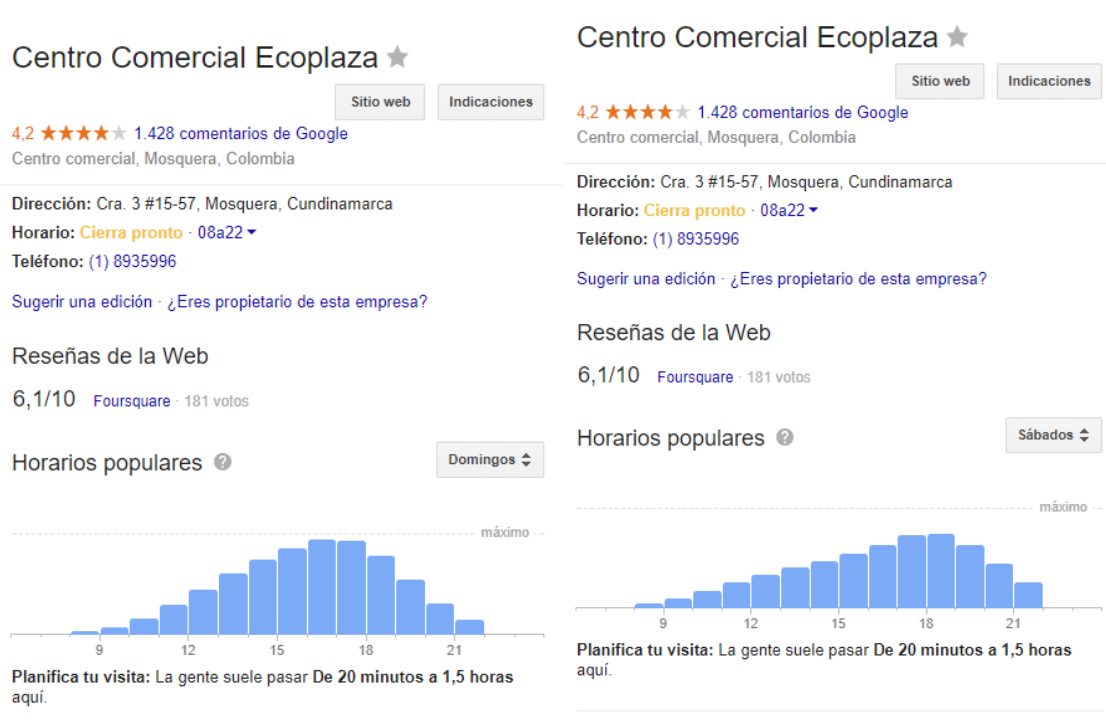 Centro Comercial Ecoplaza
Sitio web
Indicaciones
4,2 1.428 comentarios de Google
Centro comercial, Mosquera, Colombia
Dirección: Cra. 3 #15-57, Mosquera, Cundinamarca
Horario: Cierra pronto · 08a22
Teléfono: (1) 8935996
Sugerir una edición · ¿Eres propietario de esta empresa?
Reseñas de la Web
6,1/10 Foursquare · 181 votos
Horarios populares ?
Domingos
máximo
9 12 15 18 21
Planifica tu visita: La gente suele pasar De 20 minutos a 1,5 horas
aquí.
Centro Comercial Ecoplaza
Sitio web
Indicaciones
4,2 1.428 comentarios de Google
Centro comercial, Mosquera, Colombia
Dirección: Cra. 3 #15-57, Mosquera, Cundinamarca
Horario: Cierra pronto · 08a22
Teléfono: (1) 8935996
Sugerir una edición · ¿Eres propietario de esta empresa?
Reseñas de la Web
6,1/10 Foursquare · 181 votos
Horarios populares ?
Sábados
máximo
9 12 15 18 21
Planifica tu visita: La gente suele pasar De 20 minutos a 1,5 horas
aquí.